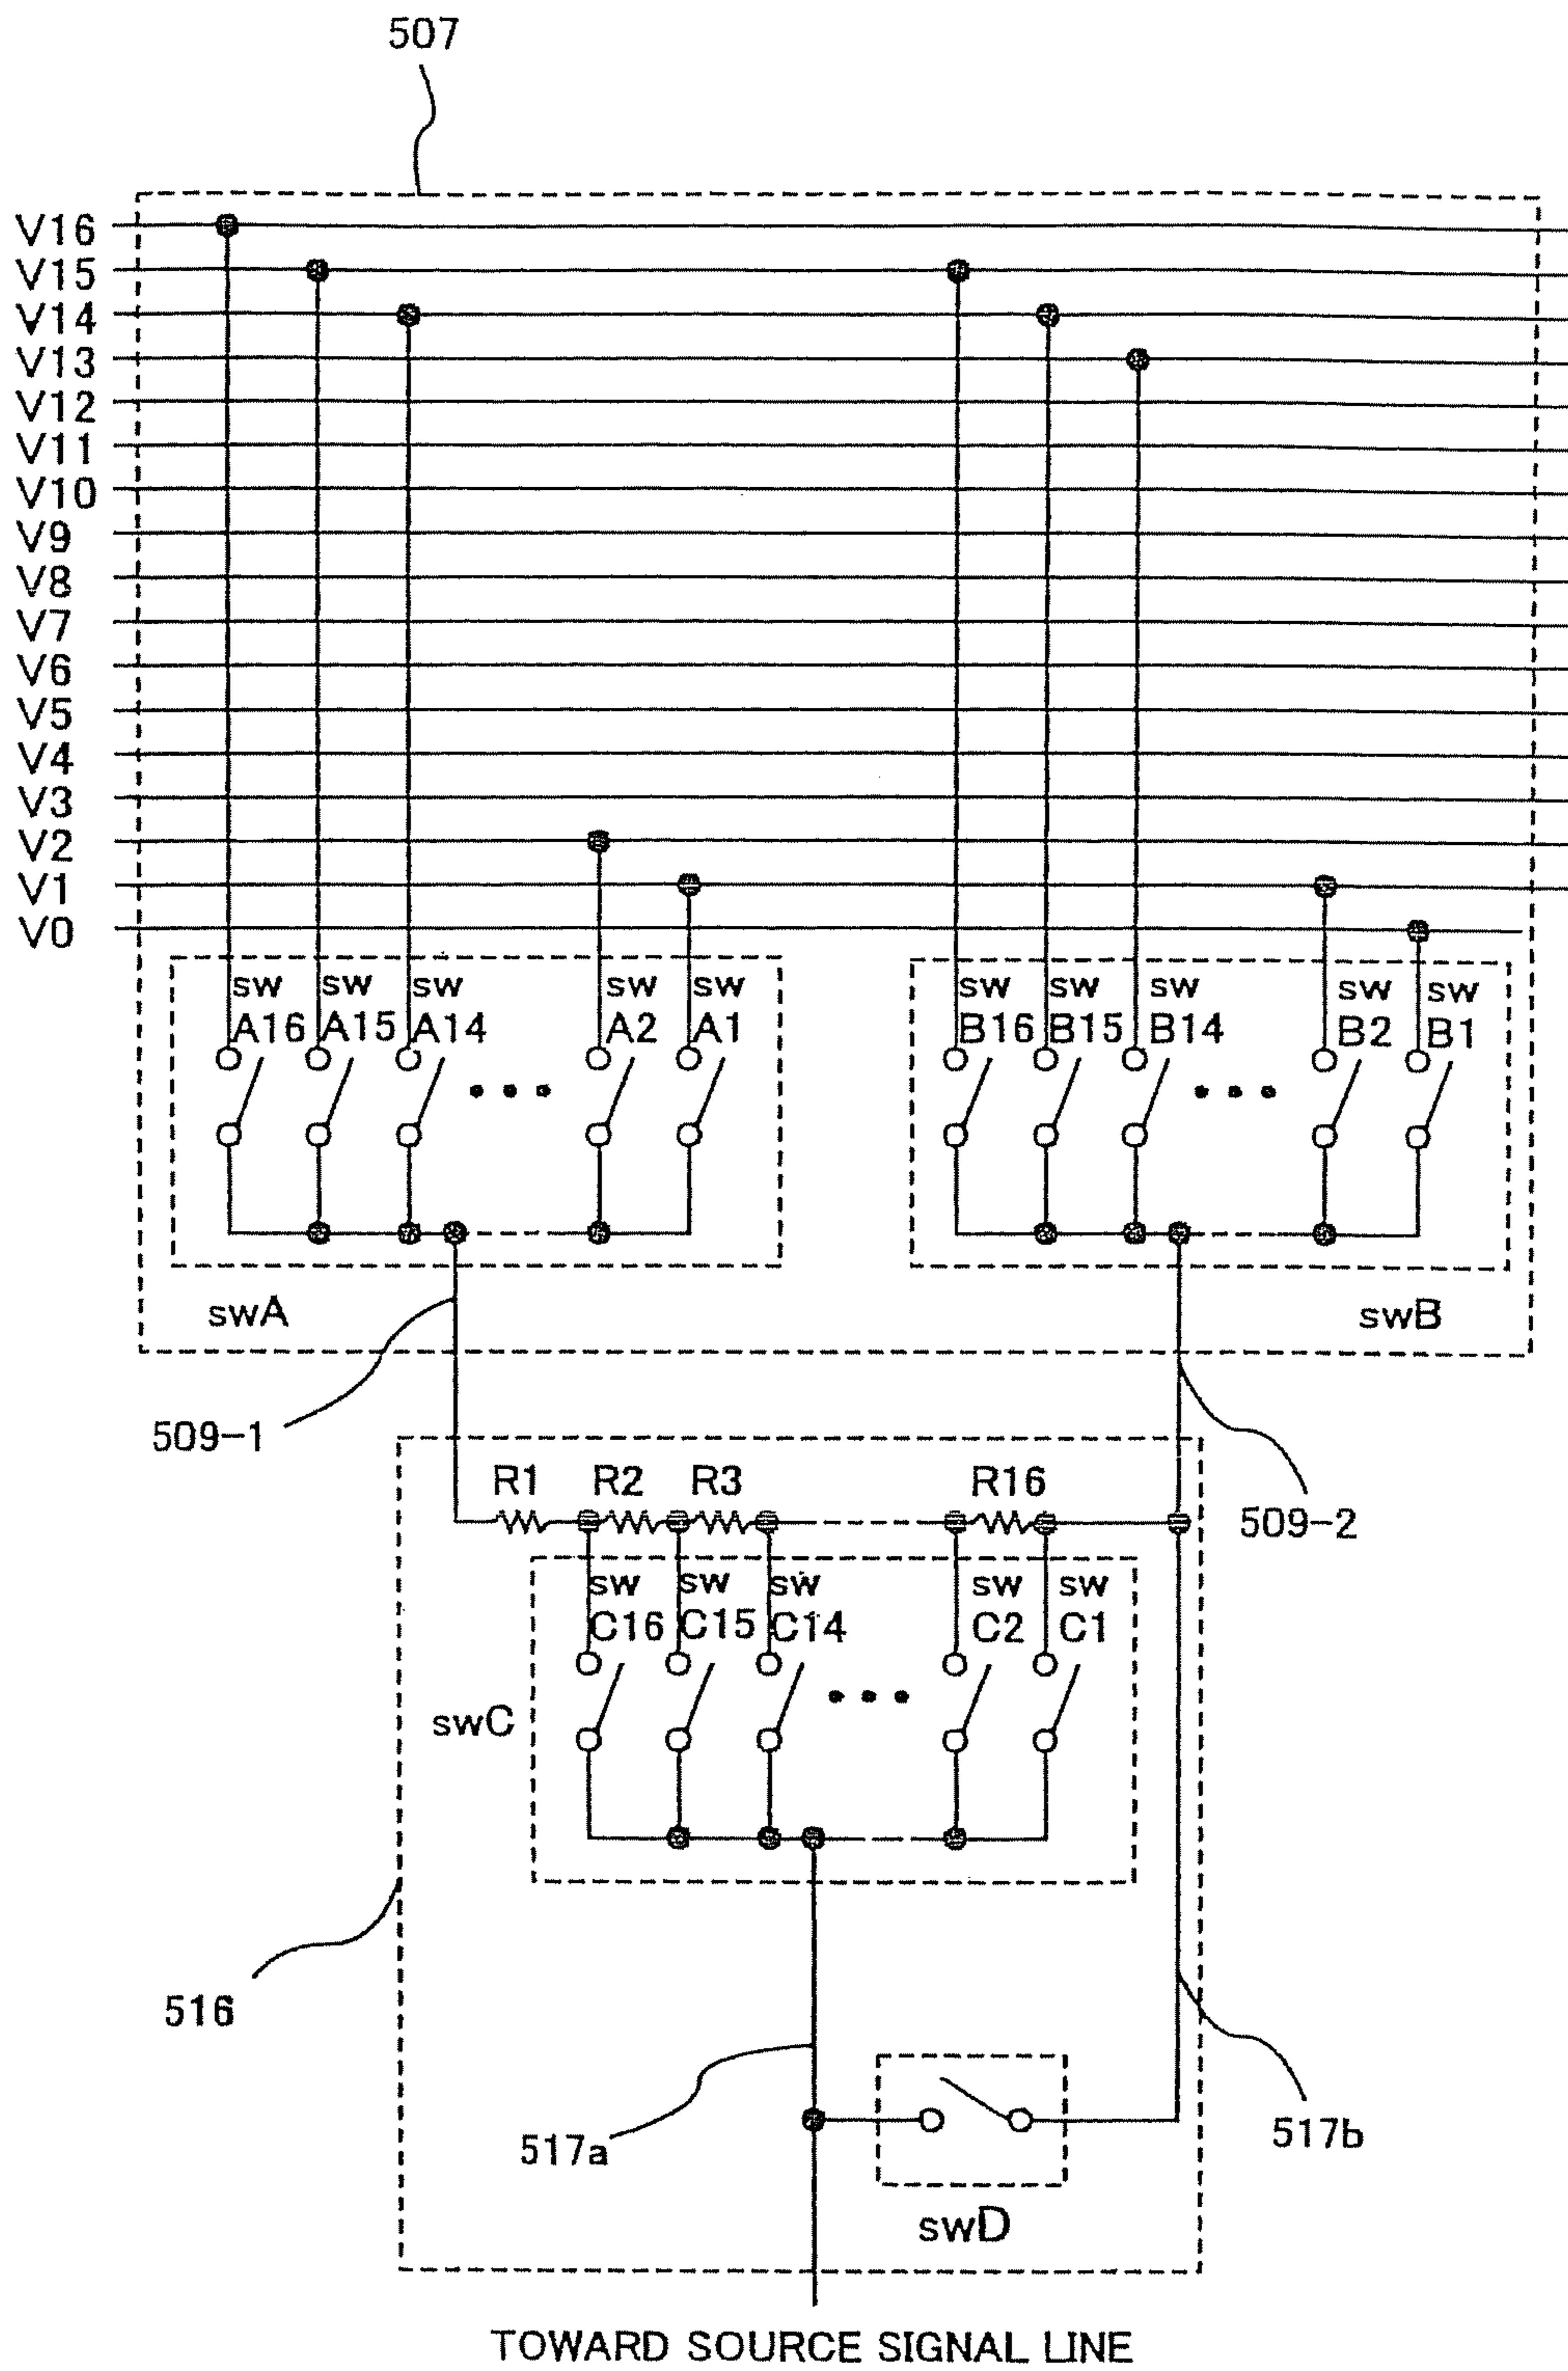 507
V16
V15
V14
V13
V12
V11
V10
V9
V8
V7
V6
V5
V4
V3
V2
V1
V0
sw A16
sw A15
sw A14
sw A2
sw A1
sw B16
sw B15
sw B14
sw B2
sw B1
swA
swB
509-1
509-2
R1
R2
R3
R16
sw C16
sw C15
sw C14
sw C2
sw C1
swC
516
517a
517b
swD
TOWARD SOURCE SIGNAL LINE